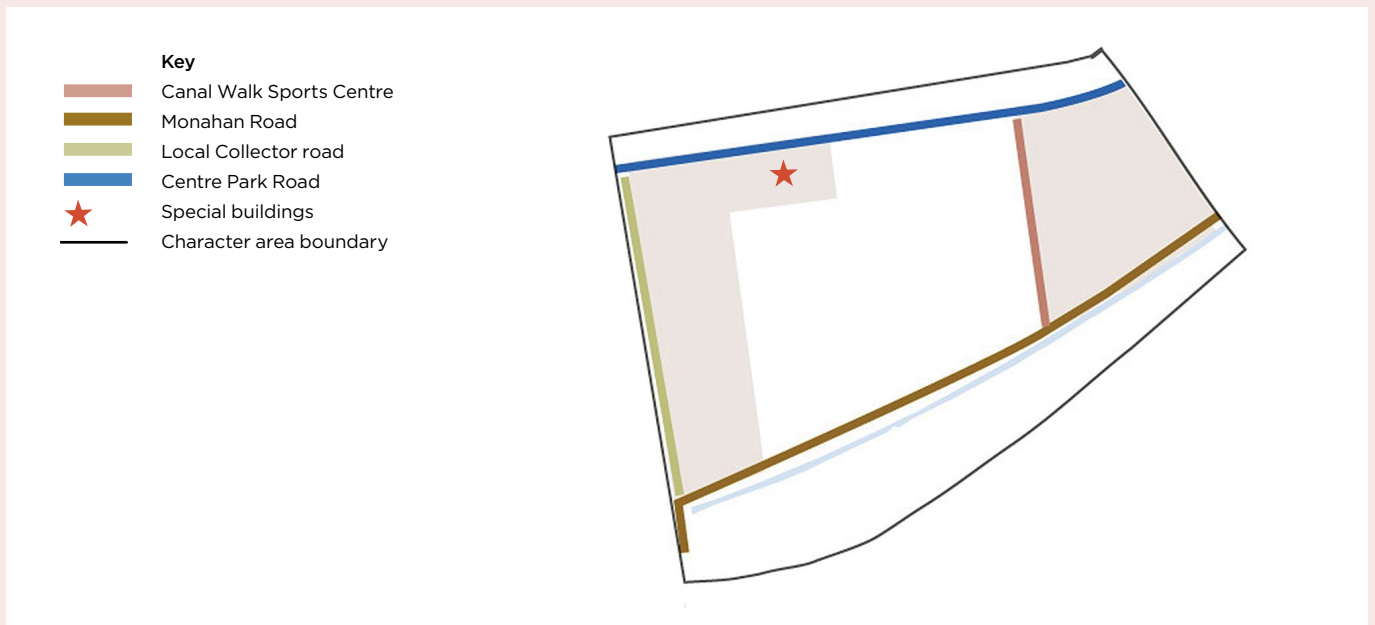 Key
Canal Walk Sports Centre
Monahan Road
Local Collector road
Centre Park Road
Special buildings
Character area boundary